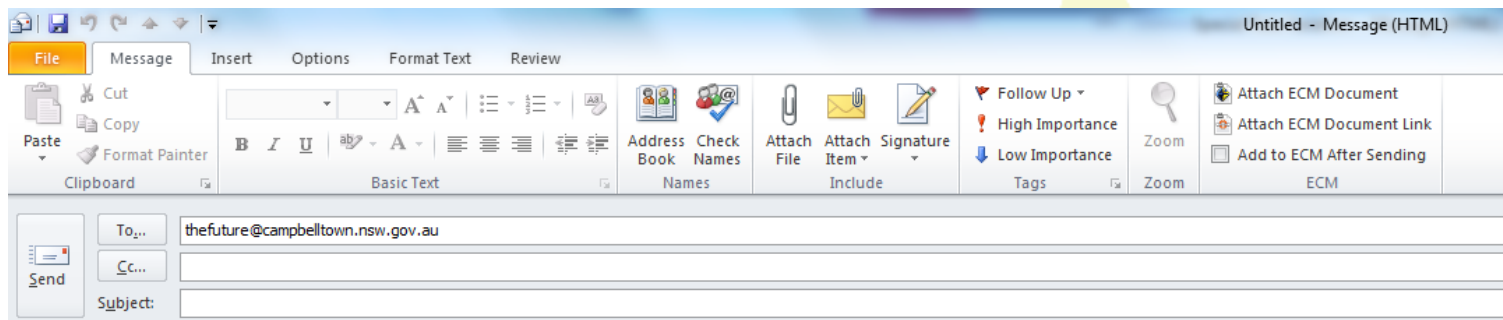 Untitled - Message (HTML)
File Message Insert Options Format Text Review
Cut
Copy
Format Painter
Paste
Clipboard
A A
B I U ab A
Basic Text
Address Book
Check Names
Names
Attach File
Attach Item
Signature
Include
Follow Up
High Importance
Low Importance
Tags
Zoom
Zoom
Attach ECM Document
Attach ECM Document Link
Add to ECM After Sending
ECM
Send
To... thefuture@campbelltown.nsw.gov.au
Cc...
Subject: